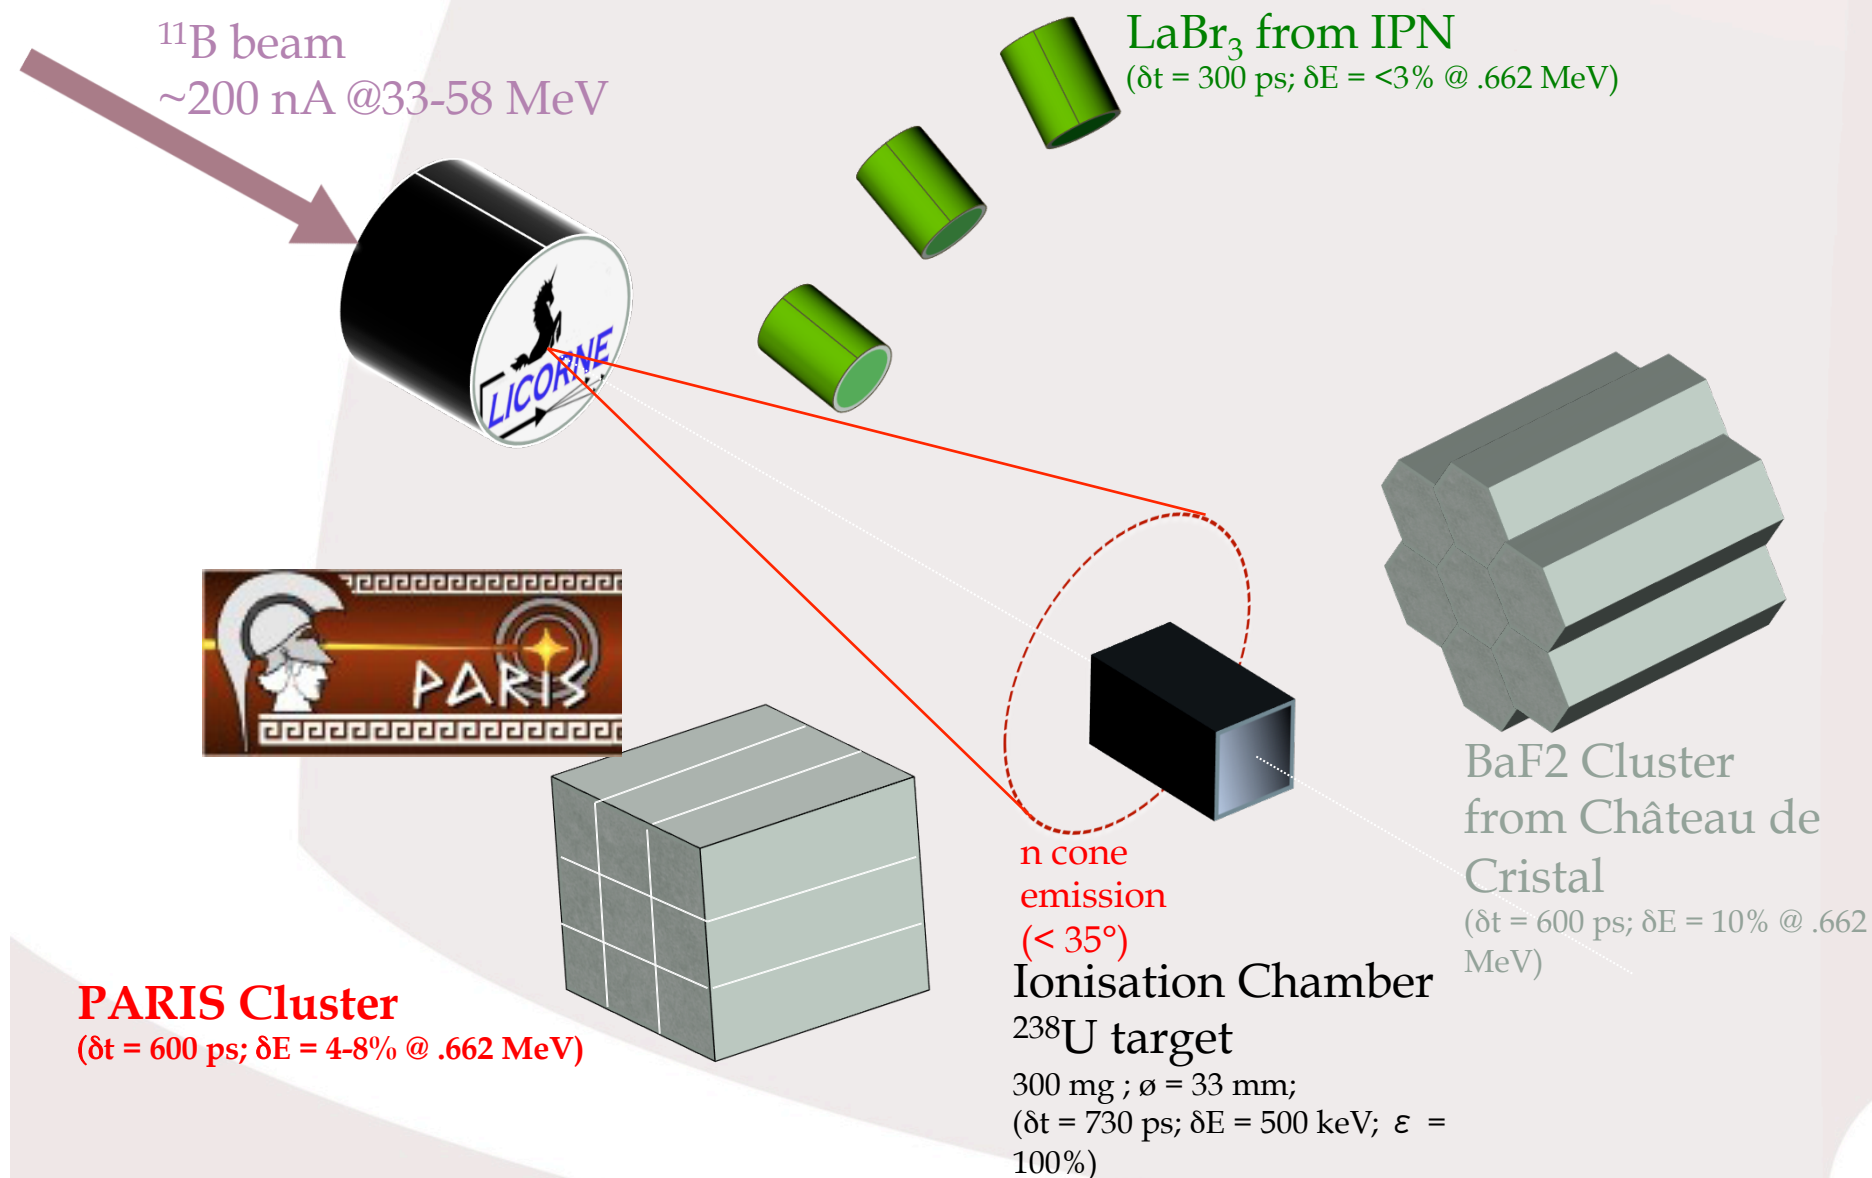 ¹¹B beam
~200 nA @33-58 MeV
LaBr₃ from IPN
(δt = 300 ps; δE = <3% @ .662 MeV)
LICORNE
PARIS
BaF2 Cluster
from Château de
Cristal
(δt = 600 ps; δE = 10% @ .662
MeV)
n cone
emission
(< 35°)
PARIS Cluster
(δt = 600 ps; δE = 4-8% @ .662 MeV)
Ionisation Chamber
²³⁸U target
300 mg ; ø = 33 mm;
(δt = 730 ps; δE = 500 keV; ε =
100%)